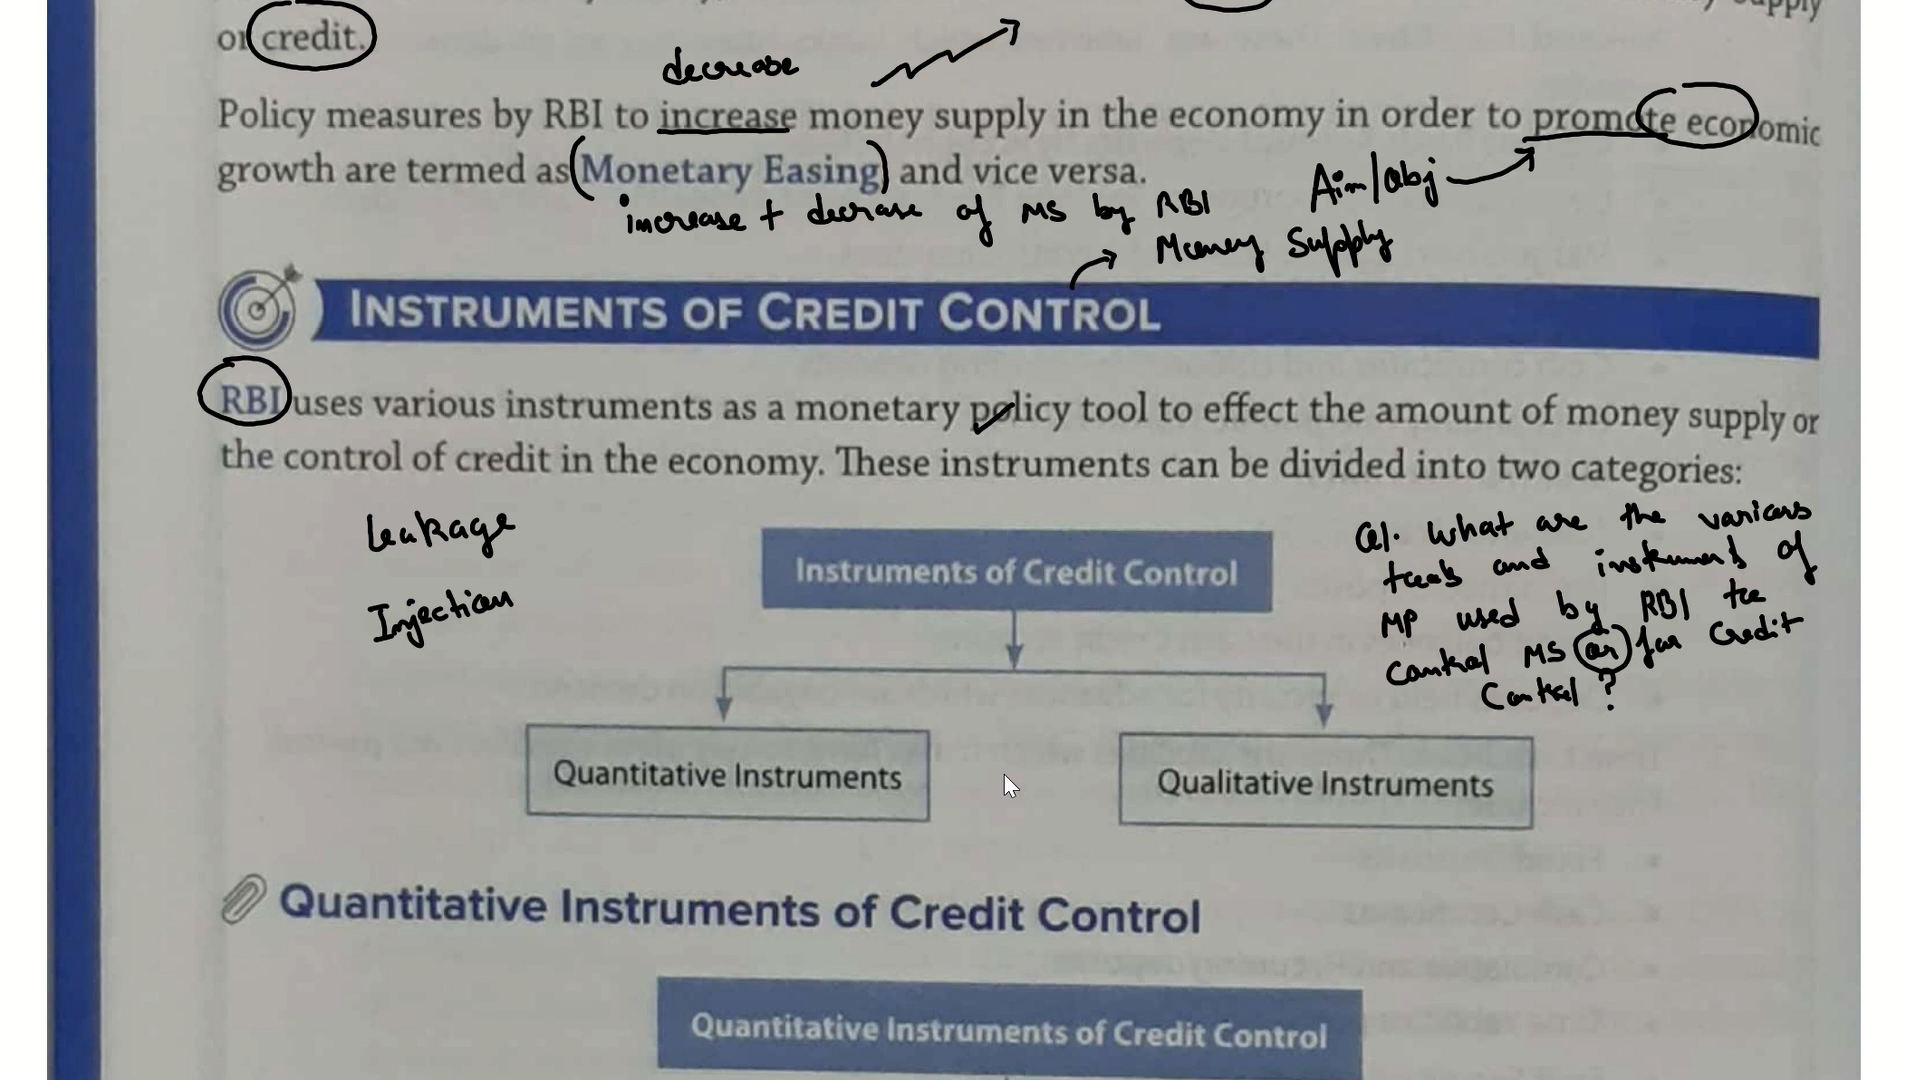 or credit.
decrease
Policy measures by RBI to increase money supply in the economy in order to promote economic
growth are termed as (Monetary Easing) and vice versa.
Aim/obj
increase + decrase of MS by RBI
Money Supply
INSTRUMENTS OF CREDIT CONTROL
RBI uses various instruments as a monetary policy tool to effect the amount of money supply or
the control of credit in the economy. These instruments can be divided into two categories:
Leakage
Injection
Instruments of Credit Control
Q1. What are the various
tools and instrument of
MP used by RBI to
control MS or for Credit
Control ?
Quantitative Instruments
Qualitative Instruments
Quantitative Instruments of Credit Control
Quantitative Instruments of Credit Control